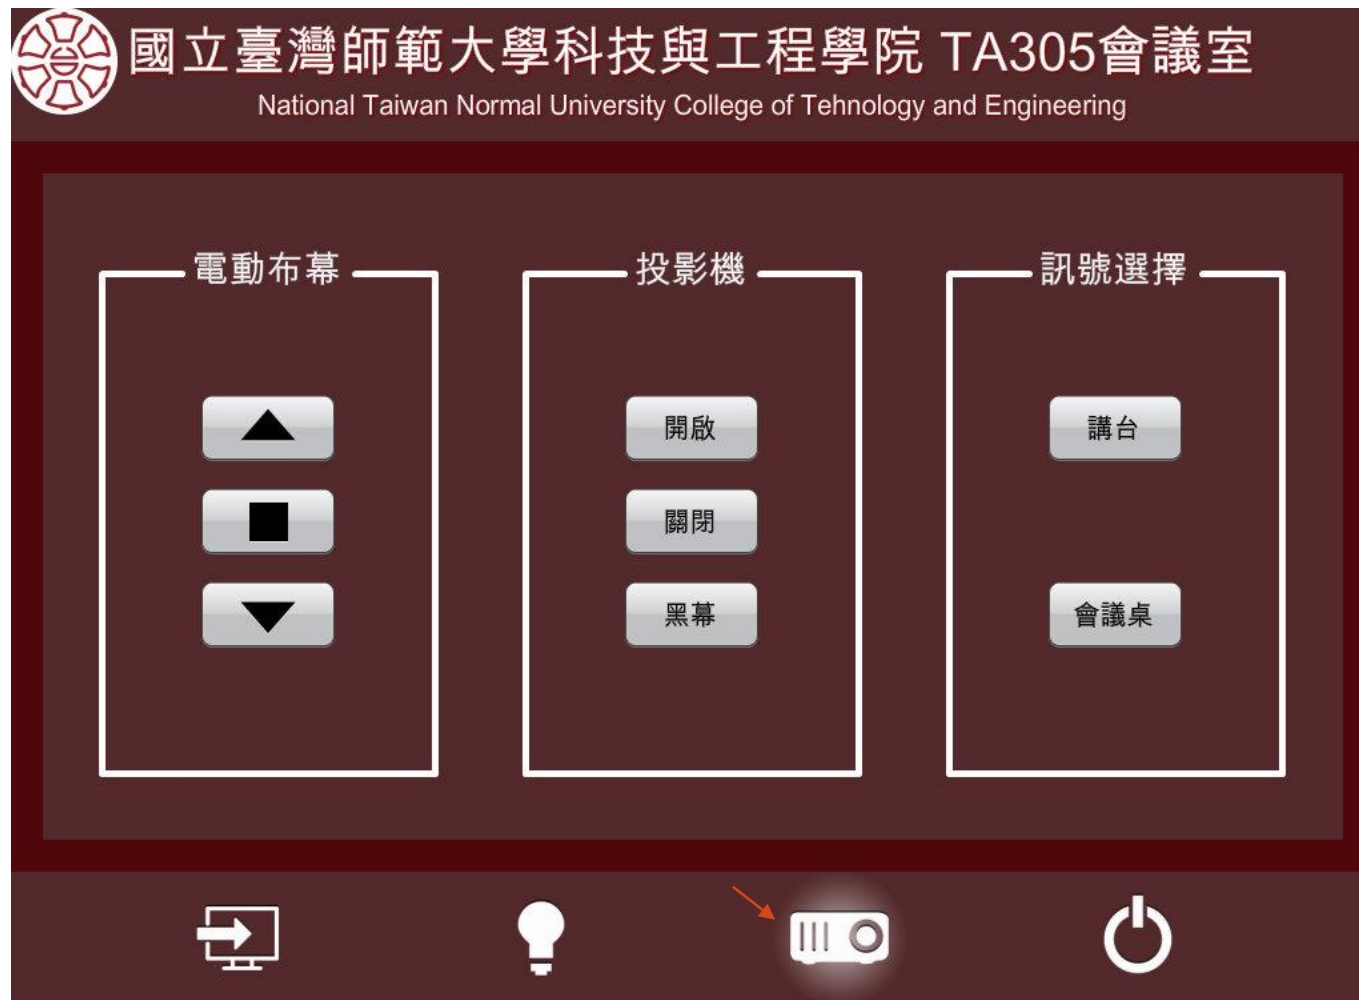 國立臺灣師範大學科技與工程學院 TA305會議室
National Taiwan Normal University College of Tehnology and Engineering
電動布幕
投影機
訊號選擇
開啟
講台
關閉
黑幕
會議桌